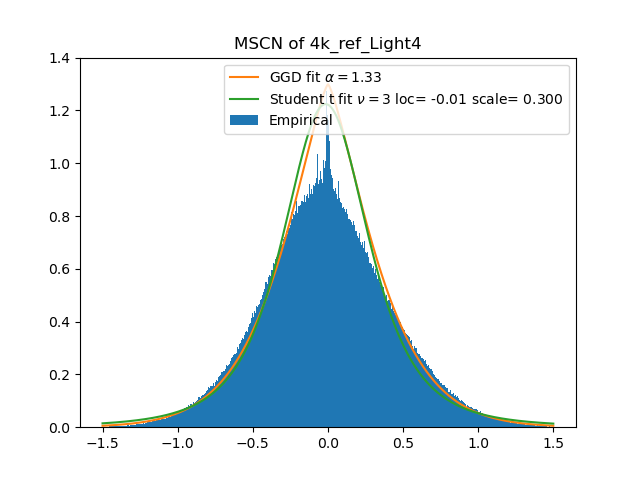 MSCN of 4k_ref_Light4
GGD fit α = 1.33
Student t fit ν = 3 loc= -0.01 scale= 0.300
Empirical
1.4
1.2
1.0
0.8
0.6
0.4
0.2
0.0
−1.5 −1.0 −0.5 0.0 0.5 1.0 1.5